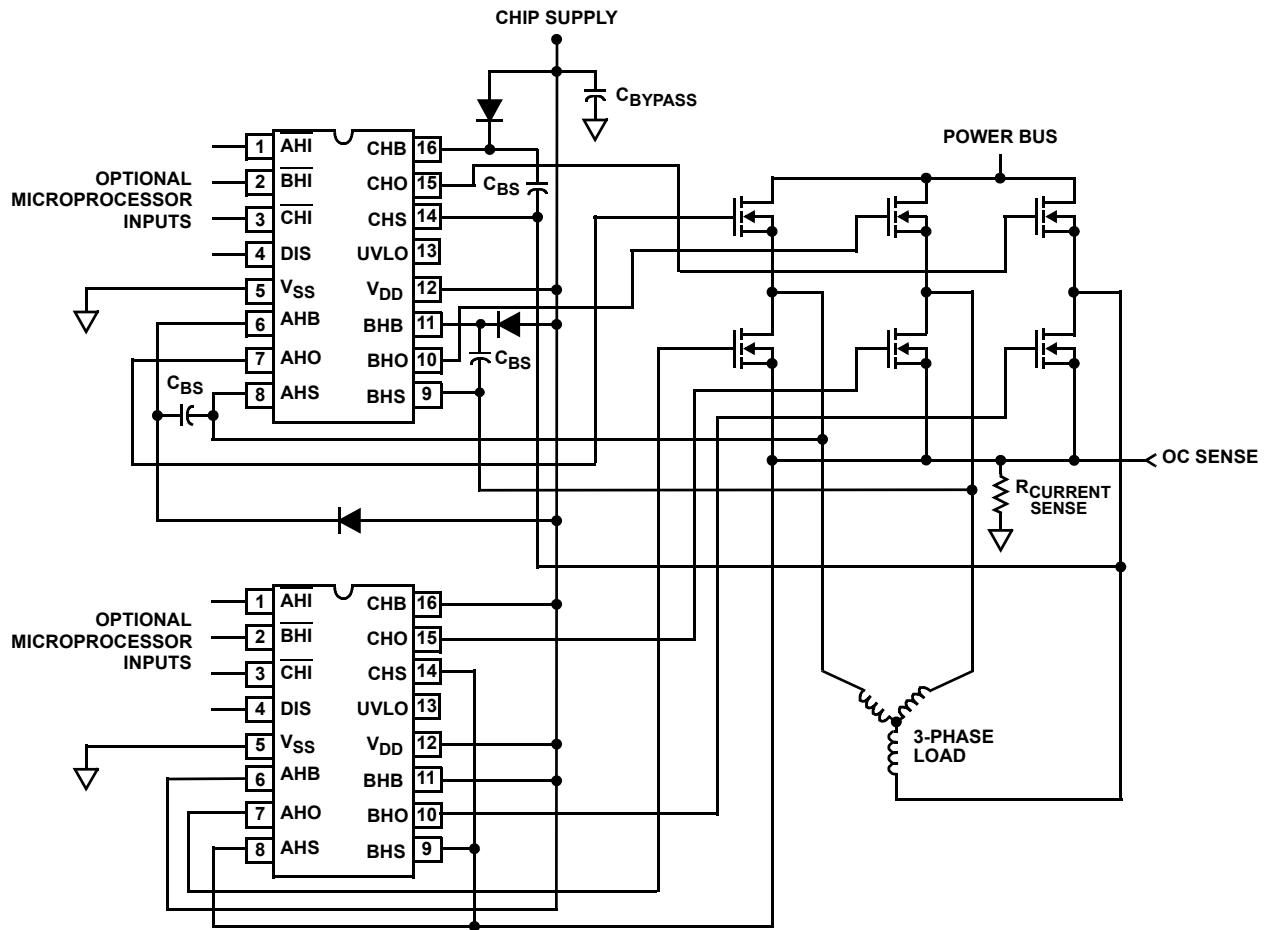 CHIP SUPPLY
CBYPASS
POWER BUS
OPTIONAL
MICROPROCESSOR
INPUTS
1 AHI
2 BHI
3 CHI
4 DIS
5 VSS
6 AHB
7 AHO
8 AHS
CHB 16
CHO 15
CHS 14
UVLO 13
VDD 12
BHB 11
BHO 10
BHS 9
CBS
CBS
CBS
OC SENSE
RCURRENT
SENSE
OPTIONAL
MICROPROCESSOR
INPUTS
1 AHI
2 BHI
3 CHI
4 DIS
5 VSS
6 AHB
7 AHO
8 AHS
CHB 16
CHO 15
CHS 14
UVLO 13
VDD 12
BHB 11
BHO 10
BHS 9
3-PHASE
LOAD